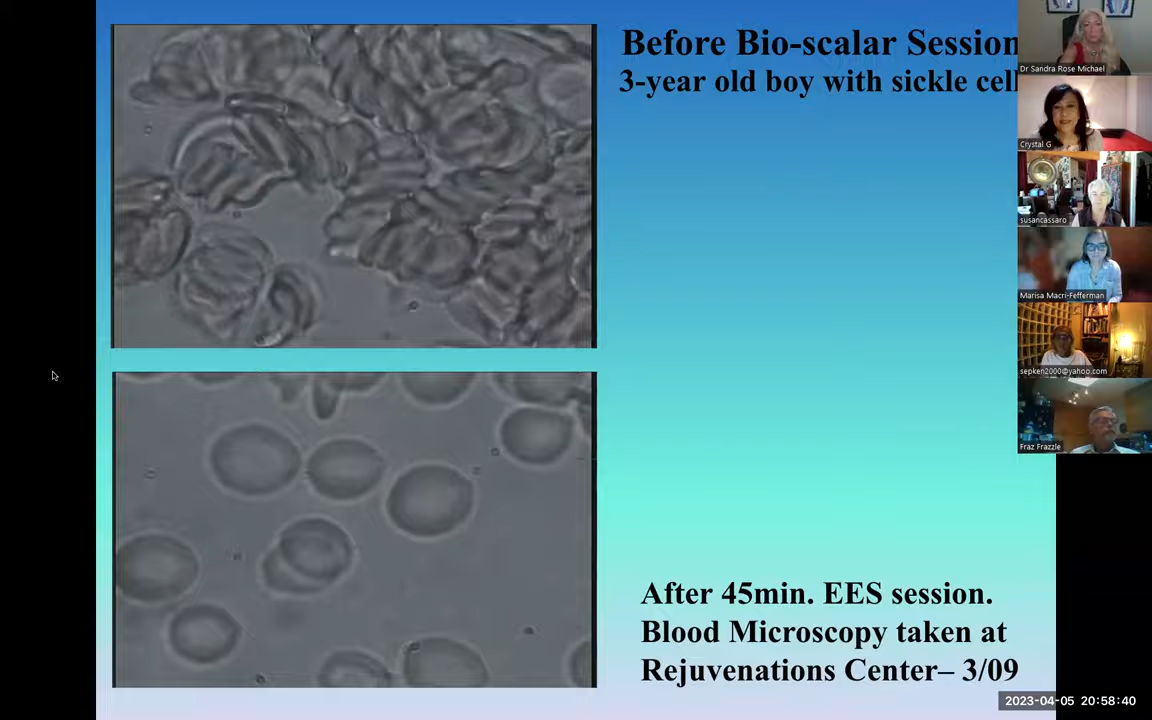 Before Bio-scalar Session
3-year old boy with sickle cell
Dr Sandra Rose Michael
Crystal G
susancassaro
Marisa Macri-Fefferman
sepken2000@yahoo.com
Fraz Frazzle
After 45min. EES session.
Blood Microscopy taken at
Rejuvenations Center– 3/09
2023-04-05 20:58:40